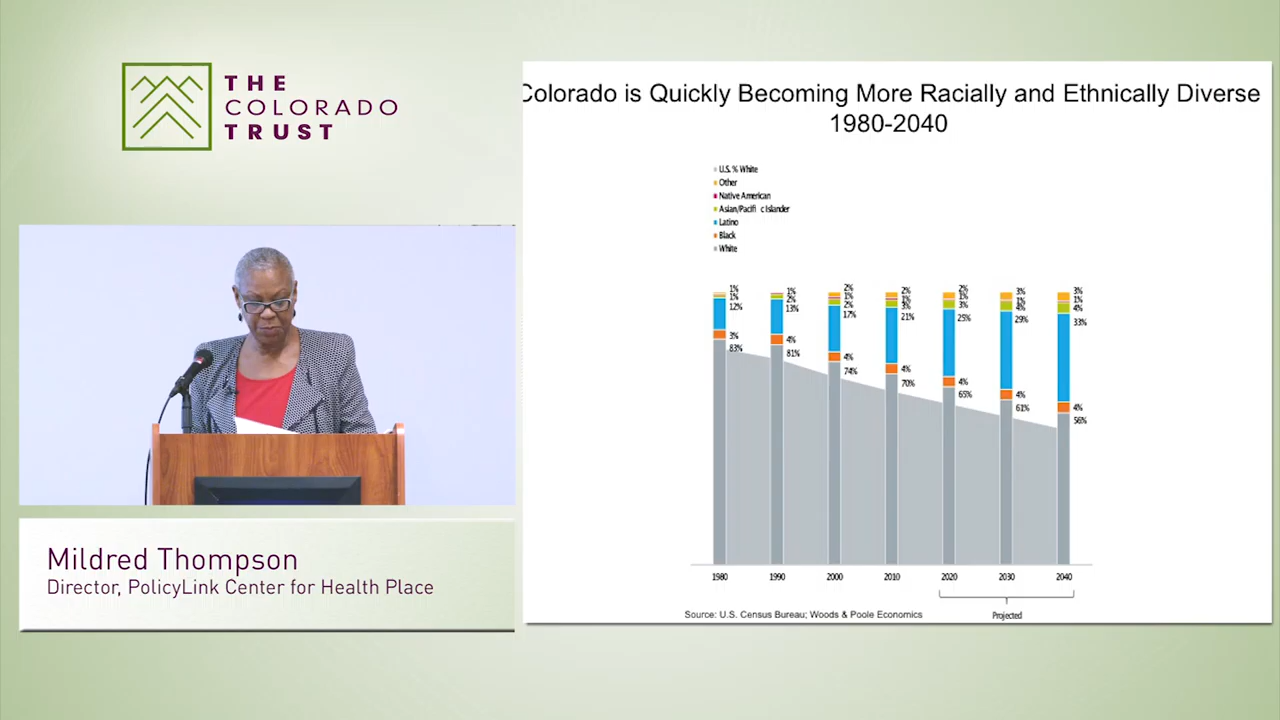 THE
COLORADO
TRUST
Mildred Thompson
Director, PolicyLink Center for Health Place
Colorado is Quickly Becoming More Racially and Ethnically Diverse
1980-2040
U.S. % White
Other
Native American
Asian/Pacifi c Islander
Latino
Black
White
1%
1%
12%
3%
83%
1%
2%
13%
4%
81%
2%
1%
2%
17%
4%
74%
2%
1%
3%
21%
4%
70%
2%
1%
3%
25%
4%
65%
3%
1%
4%
29%
4%
61%
3%
1%
4%
33%
4%
56%
1980 1990 2000 2010 2020 2030 2040
Projected
Source: U.S. Census Bureau; Woods & Poole Economics